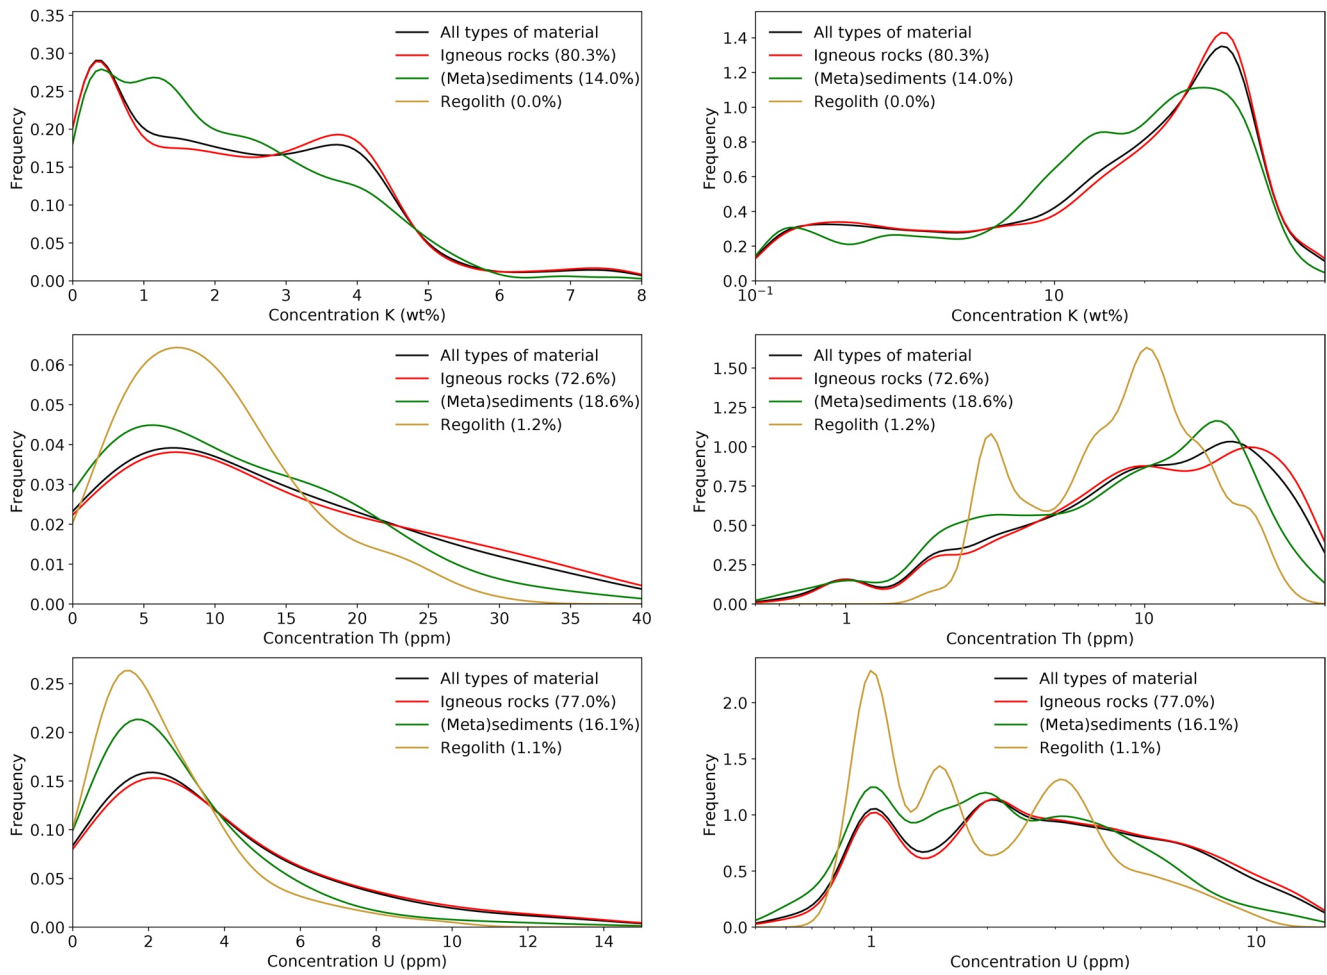 0.35
0.30
0.25
0.20
0.15
0.10
0.05
0.00
Frequency
0 1 2 3 4 5 6 7 8
Concentration K (wt%)
All types of material
Igneous rocks (80.3%)
(Meta)sediments (14.0%)
Regolith (0.0%)
1.4
1.2
1.0
0.8
0.6
0.4
0.2
0.0
Frequency
10⁻¹ 10
Concentration K (wt%)
All types of material
Igneous rocks (80.3%)
(Meta)sediments (14.0%)
Regolith (0.0%)
0.06
0.05
0.04
0.03
0.02
0.01
0.00
Frequency
0 5 10 15 20 25 30 35 40
Concentration Th (ppm)
All types of material
Igneous rocks (72.6%)
(Meta)sediments (18.6%)
Regolith (1.2%)
1.50
1.25
1.00
0.75
0.50
0.25
0.00
Frequency
1 10
Concentration Th (ppm)
All types of material
Igneous rocks (72.6%)
(Meta)sediments (18.6%)
Regolith (1.2%)
0.25
0.20
0.15
0.10
0.05
0.00
Frequency
0 2 4 6 8 10 12 14
Concentration U (ppm)
All types of material
Igneous rocks (77.0%)
(Meta)sediments (16.1%)
Regolith (1.1%)
2.0
1.5
1.0
0.5
0.0
Frequency
1 10
Concentration U (ppm)
All types of material
Igneous rocks (77.0%)
(Meta)sediments (16.1%)
Regolith (1.1%)